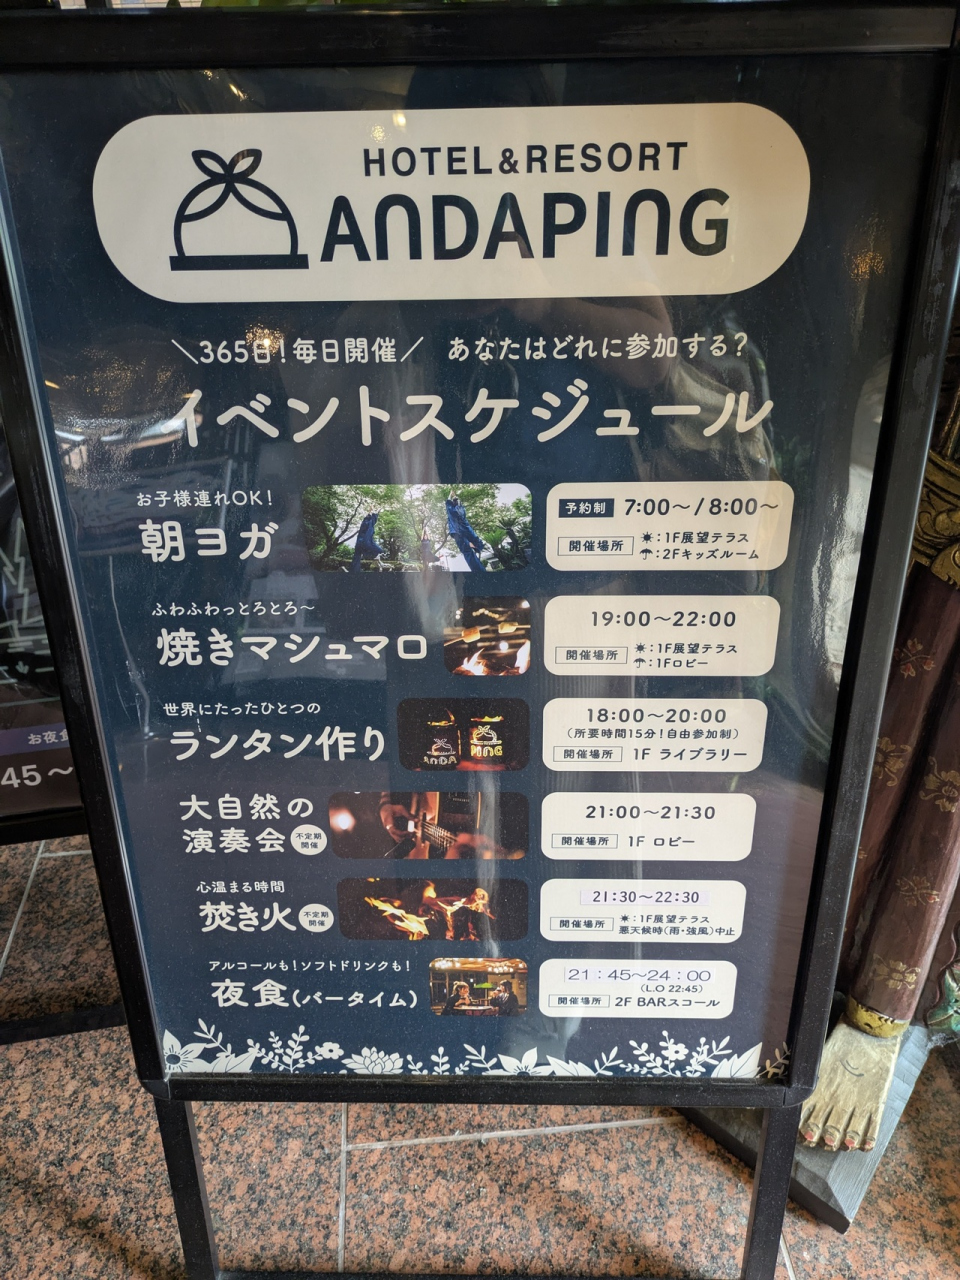 HOTEL&RESORT
ANDAPING
＼365日！毎日開催／ あなたはどれに参加する？
イベントスケジュール
お子様連れOK！
朝ヨガ
予約制 7:00〜/8:00〜
開催場所 ☀：1F展望テラス
☂：2Fキッズルーム
ふわふわっとろとろ〜
焼きマシュマロ
19:00〜22:00
開催場所 ☀：1F展望テラス
☂：1Fロビー
世界にたったひとつの
ランタン作り
ANDA
PING
18:00〜20:00
（所要時間15分！自由参加制）
開催場所 1F ライブラリー
大自然の
演奏会 不定期
開催
21:00〜21:30
開催場所 1F ロビー
心温まる時間
焚き火 不定期
開催
21:30〜22:30
開催場所 ☀：1F展望テラス
悪天候時（雨・強風）中止
アルコールも！ソフトドリンクも！
夜食（バータイム）
21：45〜24：00
（L.O 22:45）
開催場所 2F BARスコール
お夜食
45〜